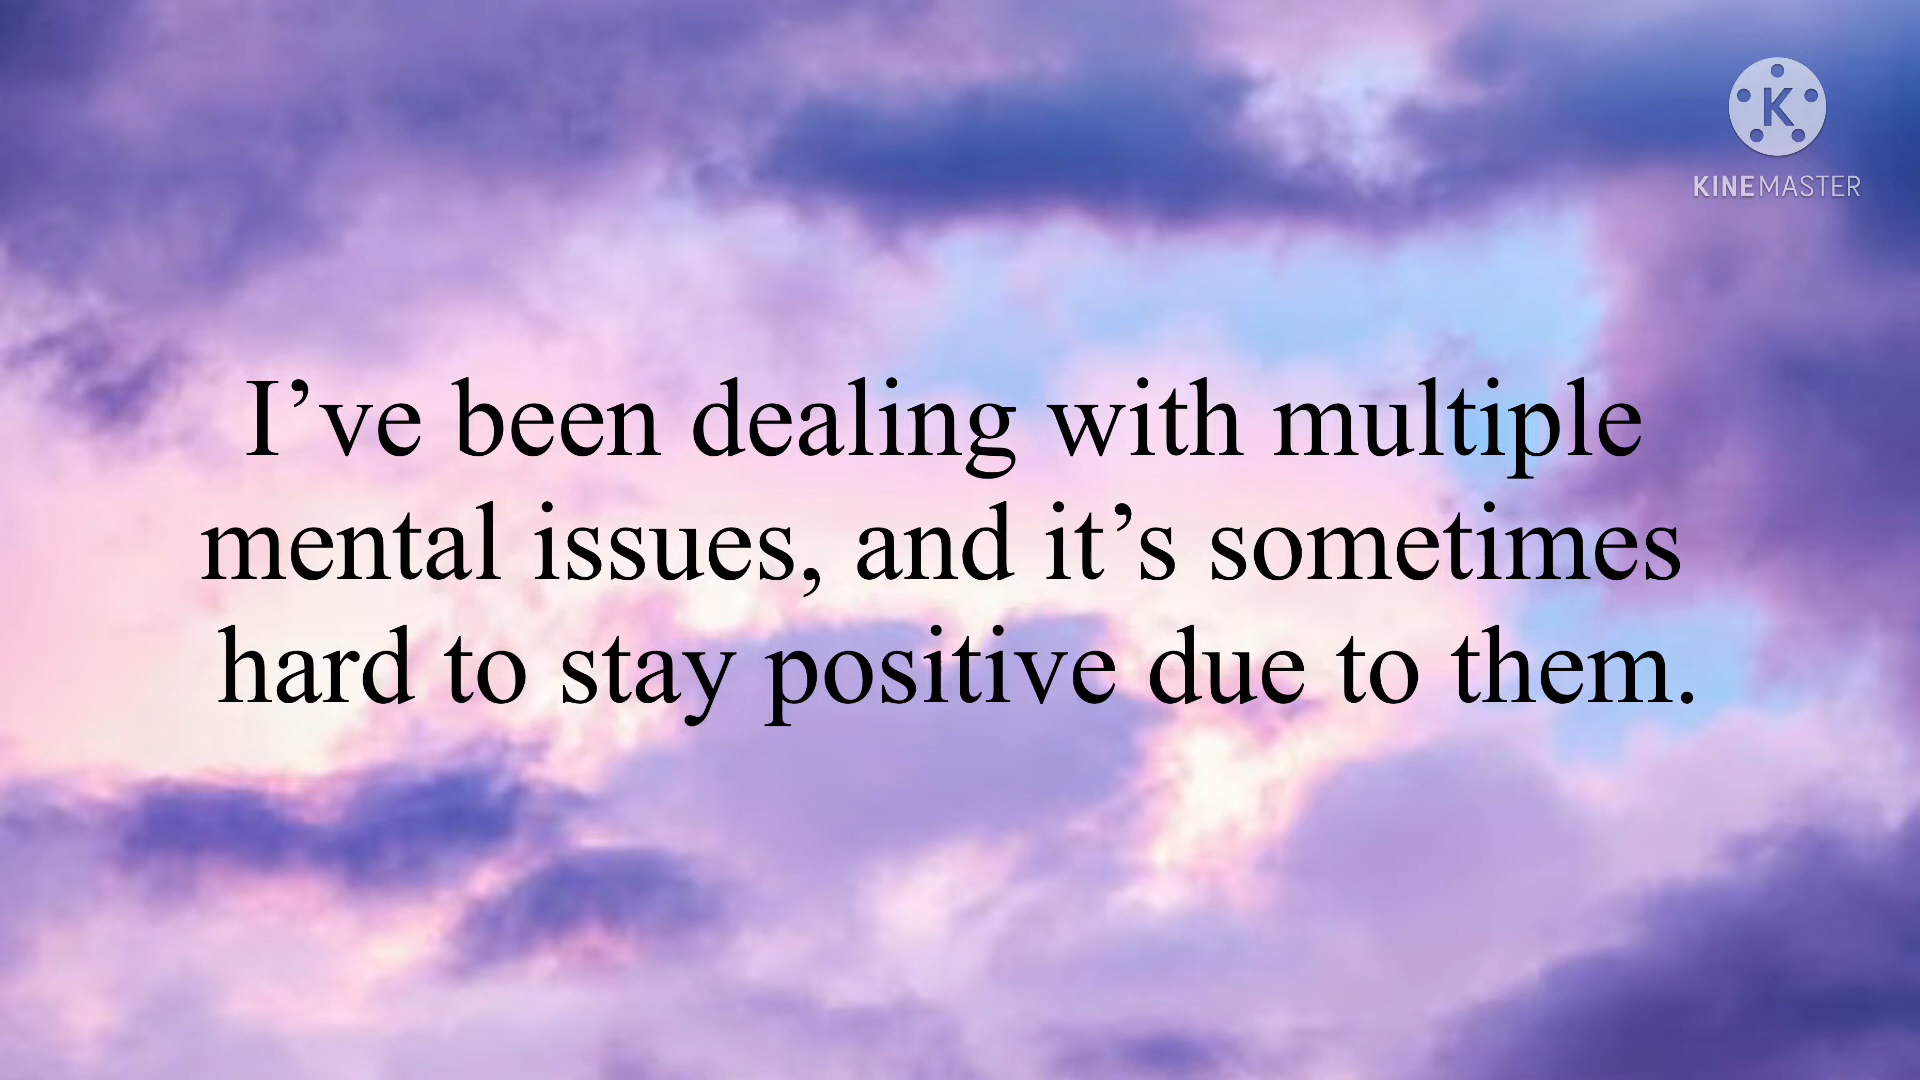 K
KINEMASTER
I’ve been dealing with multiple
mental issues, and it’s sometimes
hard to stay positive due to them.